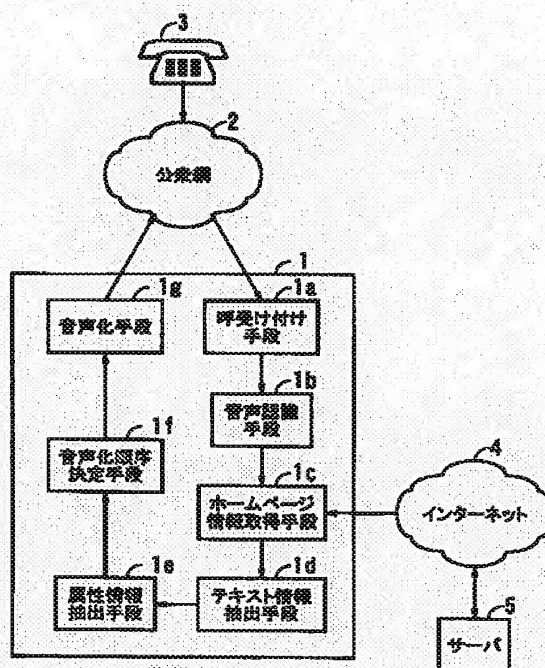 3
2
公衆網
1
1g
音声化手段
1a
呼受け付け
手段
1b
音声認識
手段
1f
音声化順序
決定手段
1c
ホームページ
情報取得手段
4
インターネット
1e
属性情報
抽出手段
1d
テキスト情報
抽出手段
5
サーバ